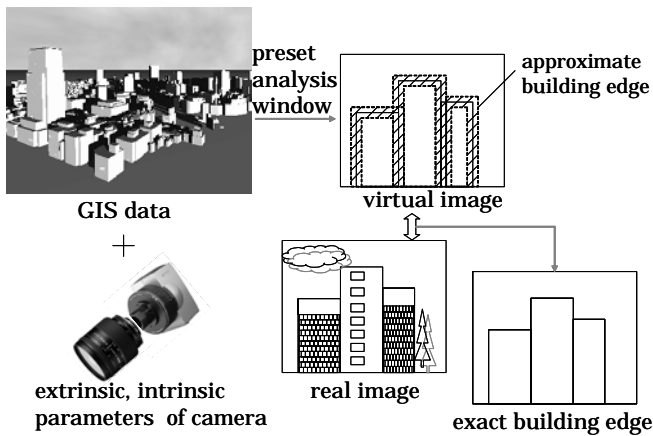 preset
analysis
window
approximate
building edge
virtual image
GIS data
+
extrinsic, intrinsic
parameters of camera
real image
exact building edge